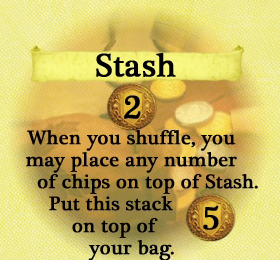 Stash
2
When you shuffle, you
may place any number
of chips on top of Stash.
Put this stack
on top of
your bag.
5